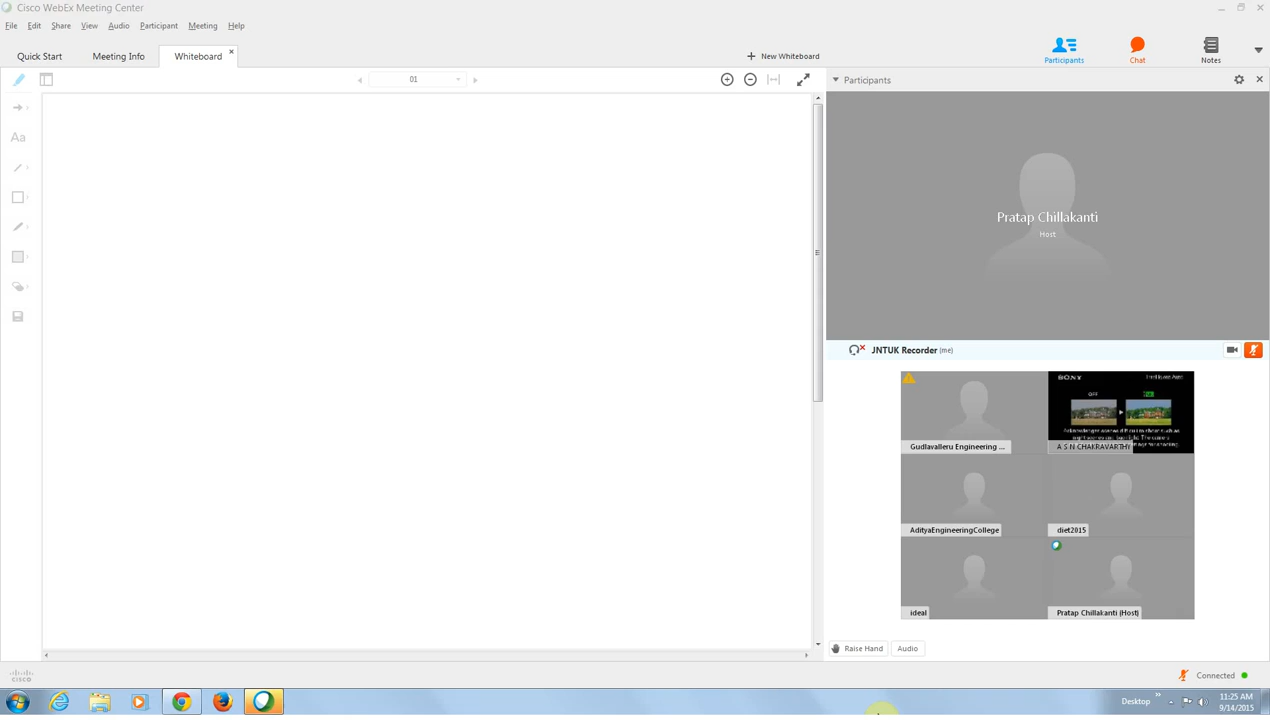 Cisco WebEx Meeting Center
File Edit Share View Audio Participant Meeting Help
Quick Start Meeting Info Whiteboard New Whiteboard
Participants Chat Notes
01
Participants
Pratap Chillakanti
Host
JNTUK Recorder (me)
SONY
OFF
Gudlavalleru Engineering ...
A S N CHAKRAVARTHY
AdityaEngineeringCollege
diet2015
ideal
Pratap Chillakanti (Host)
Raise Hand Audio
cisco
Connected
Desktop
11:25 AM
9/14/2015